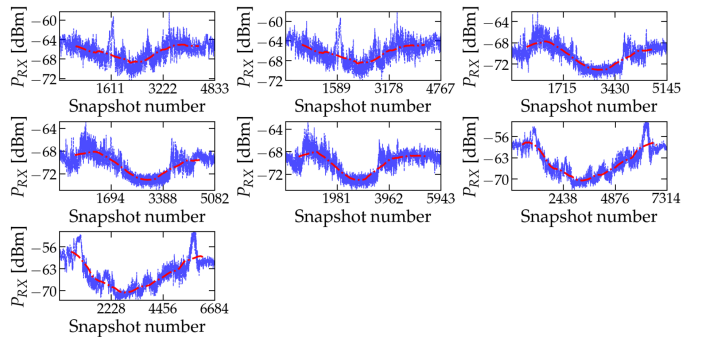 P_RX [dBm]
−60
−64
−68
−72
1611 3222 4833
Snapshot number
P_RX [dBm]
−60
−64
−68
−72
1589 3178 4767
Snapshot number
P_RX [dBm]
−64
−68
−72
1715 3430 5145
Snapshot number
P_RX [dBm]
−64
−68
−72
1694 3388 5082
Snapshot number
P_RX [dBm]
−64
−68
−72
1981 3962 5943
Snapshot number
P_RX [dBm]
−56
−63
−70
2438 4876 7314
Snapshot number
P_RX [dBm]
−56
−63
−70
2228 4456 6684
Snapshot number